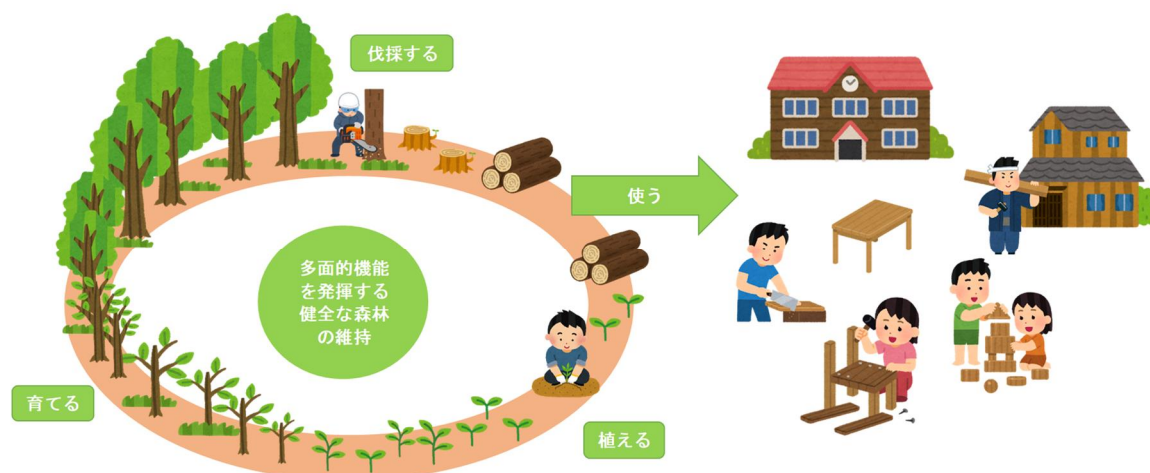 伐採する
使う
多面的機能
を発揮する
健全な森林
の維持
育てる
植える